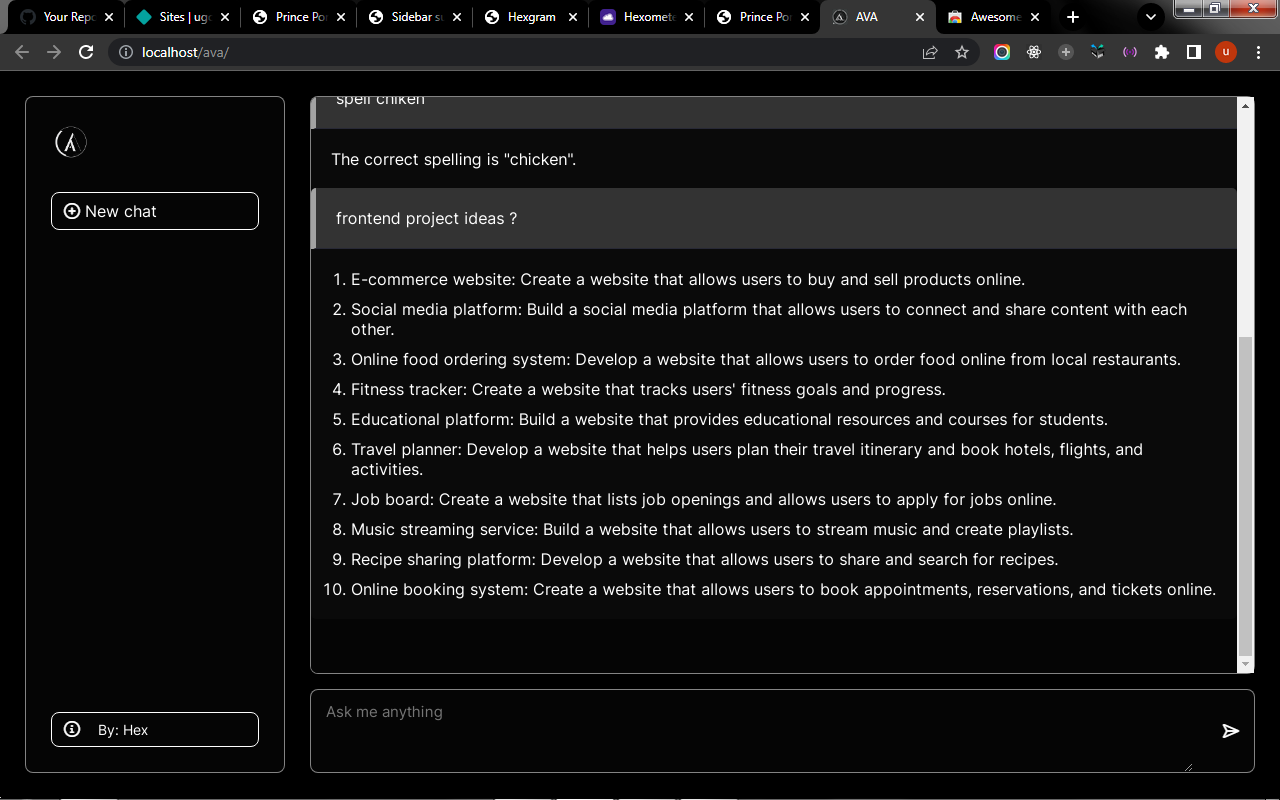 Your Repo
Sites | ugo
Prince Por
Sidebar su
Hexgram
Hexomete
Prince Por
AVA
Awesome
localhost/ava/
u
New chat
By: Hex
spell chiken
The correct spelling is "chicken".
frontend project ideas ?
1. E-commerce website: Create a website that allows users to buy and sell products online.
2. Social media platform: Build a social media platform that allows users to connect and share content with each
other.
3. Online food ordering system: Develop a website that allows users to order food online from local restaurants.
4. Fitness tracker: Create a website that tracks users' fitness goals and progress.
5. Educational platform: Build a website that provides educational resources and courses for students.
6. Travel planner: Develop a website that helps users plan their travel itinerary and book hotels, flights, and
activities.
7. Job board: Create a website that lists job openings and allows users to apply for jobs online.
8. Music streaming service: Build a website that allows users to stream music and create playlists.
9. Recipe sharing platform: Develop a website that allows users to share and search for recipes.
10. Online booking system: Create a website that allows users to book appointments, reservations, and tickets online.
Ask me anything